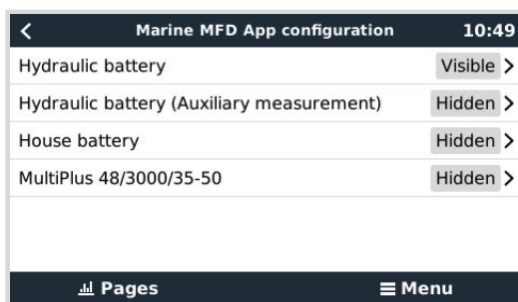 Marine MFD App configuration 10:49
Hydraulic battery Visible
Hydraulic battery (Auxiliary measurement) Hidden
House battery Hidden
MultiPlus 48/3000/35-50 Hidden
Pages Menu